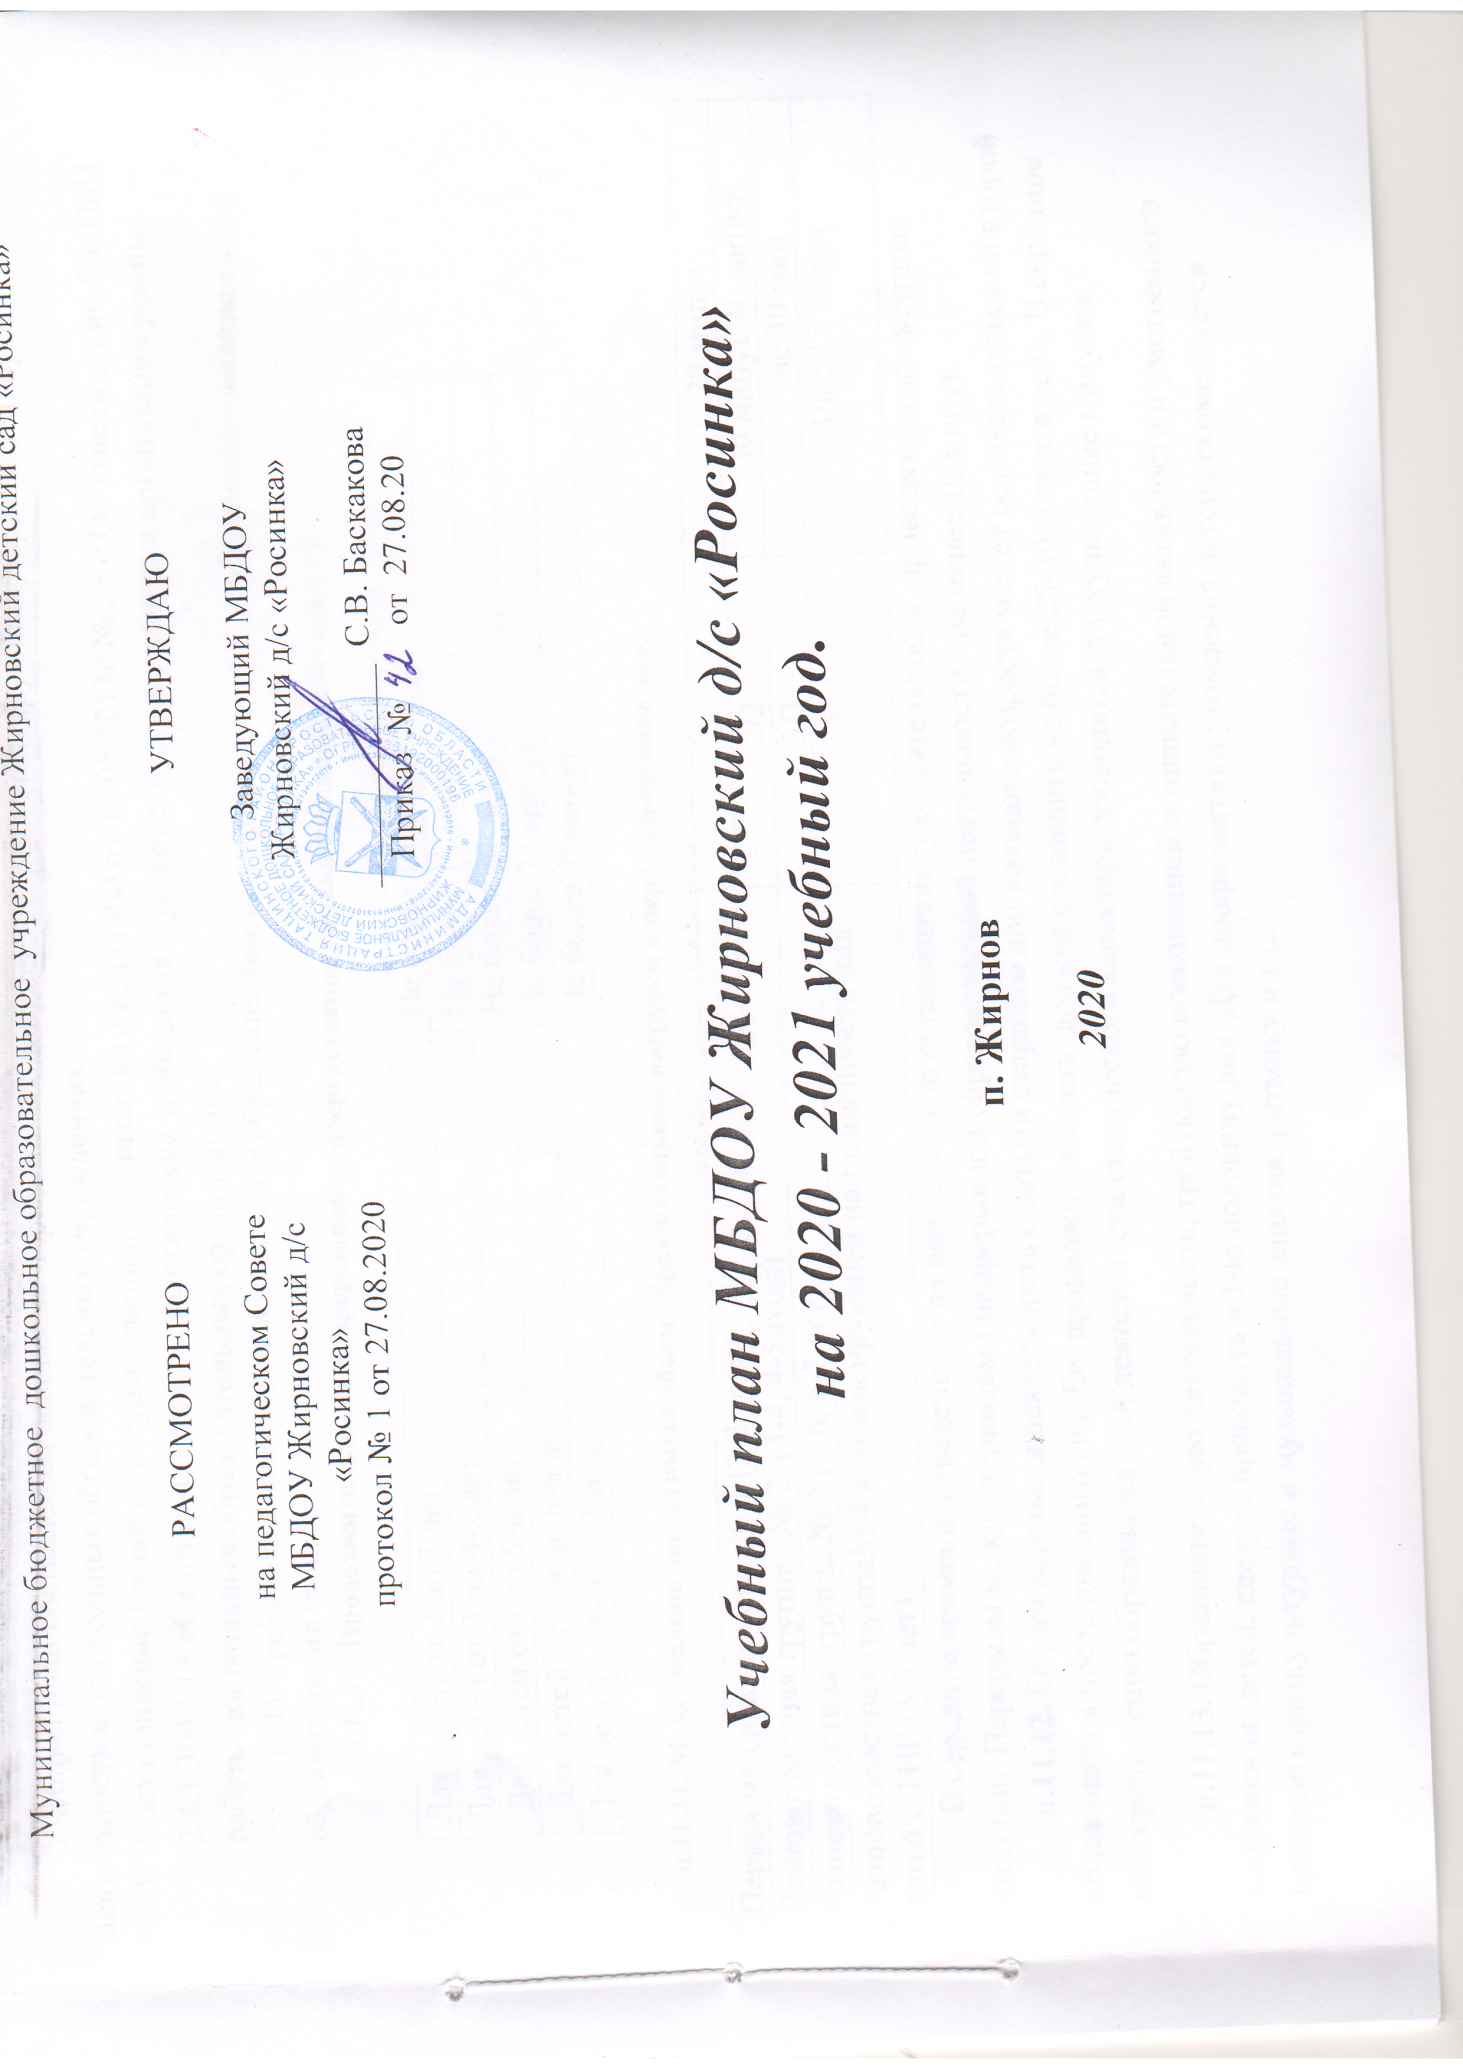 Муниципальное бюджетное дошкольное образовательное учреждение Жирновский детский сад «Росинка»
РАССМОТРЕНО
на педагогическом Совете
МБДОУ Жирновский д/с
«Росинка»
протокол № 1 от 27.08.2020
УТВЕРЖДАЮ
Заведующий МБДОУ
Жирновский д/с «Росинка»
С.В. Баскакова
Приказ № 42 от 27.08.20
Учебный план МБДОУ Жирновский д/с «Росинка»
на 2020 - 2021 учебный год.
п. Жирнов
2020